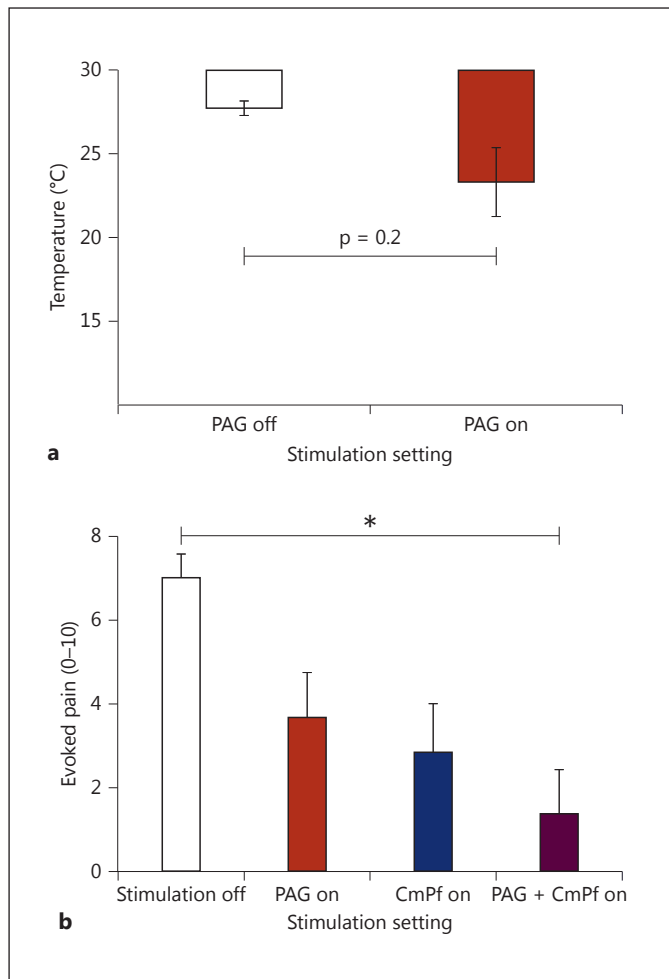 30
25
20
15
Temperature (°C)
p = 0.2
PAG off PAG on
a Stimulation setting
8
6
4
2
0
Evoked pain (0–10)
*
Stimulation off PAG on CmPf on PAG + CmPf on
b Stimulation setting